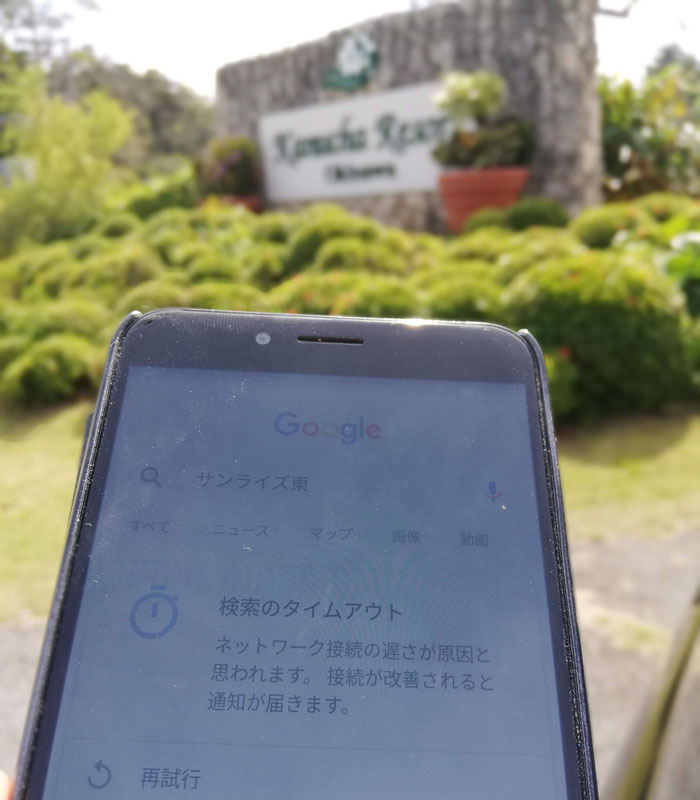 Kanucha Resort
Okinawa
Google
サンライズ東
すべて ニュース マップ 画像 動画
検索のタイムアウト
ネットワーク接続の遅さが原因と
思われます。 接続が改善されると
通知が届きます。
再試行